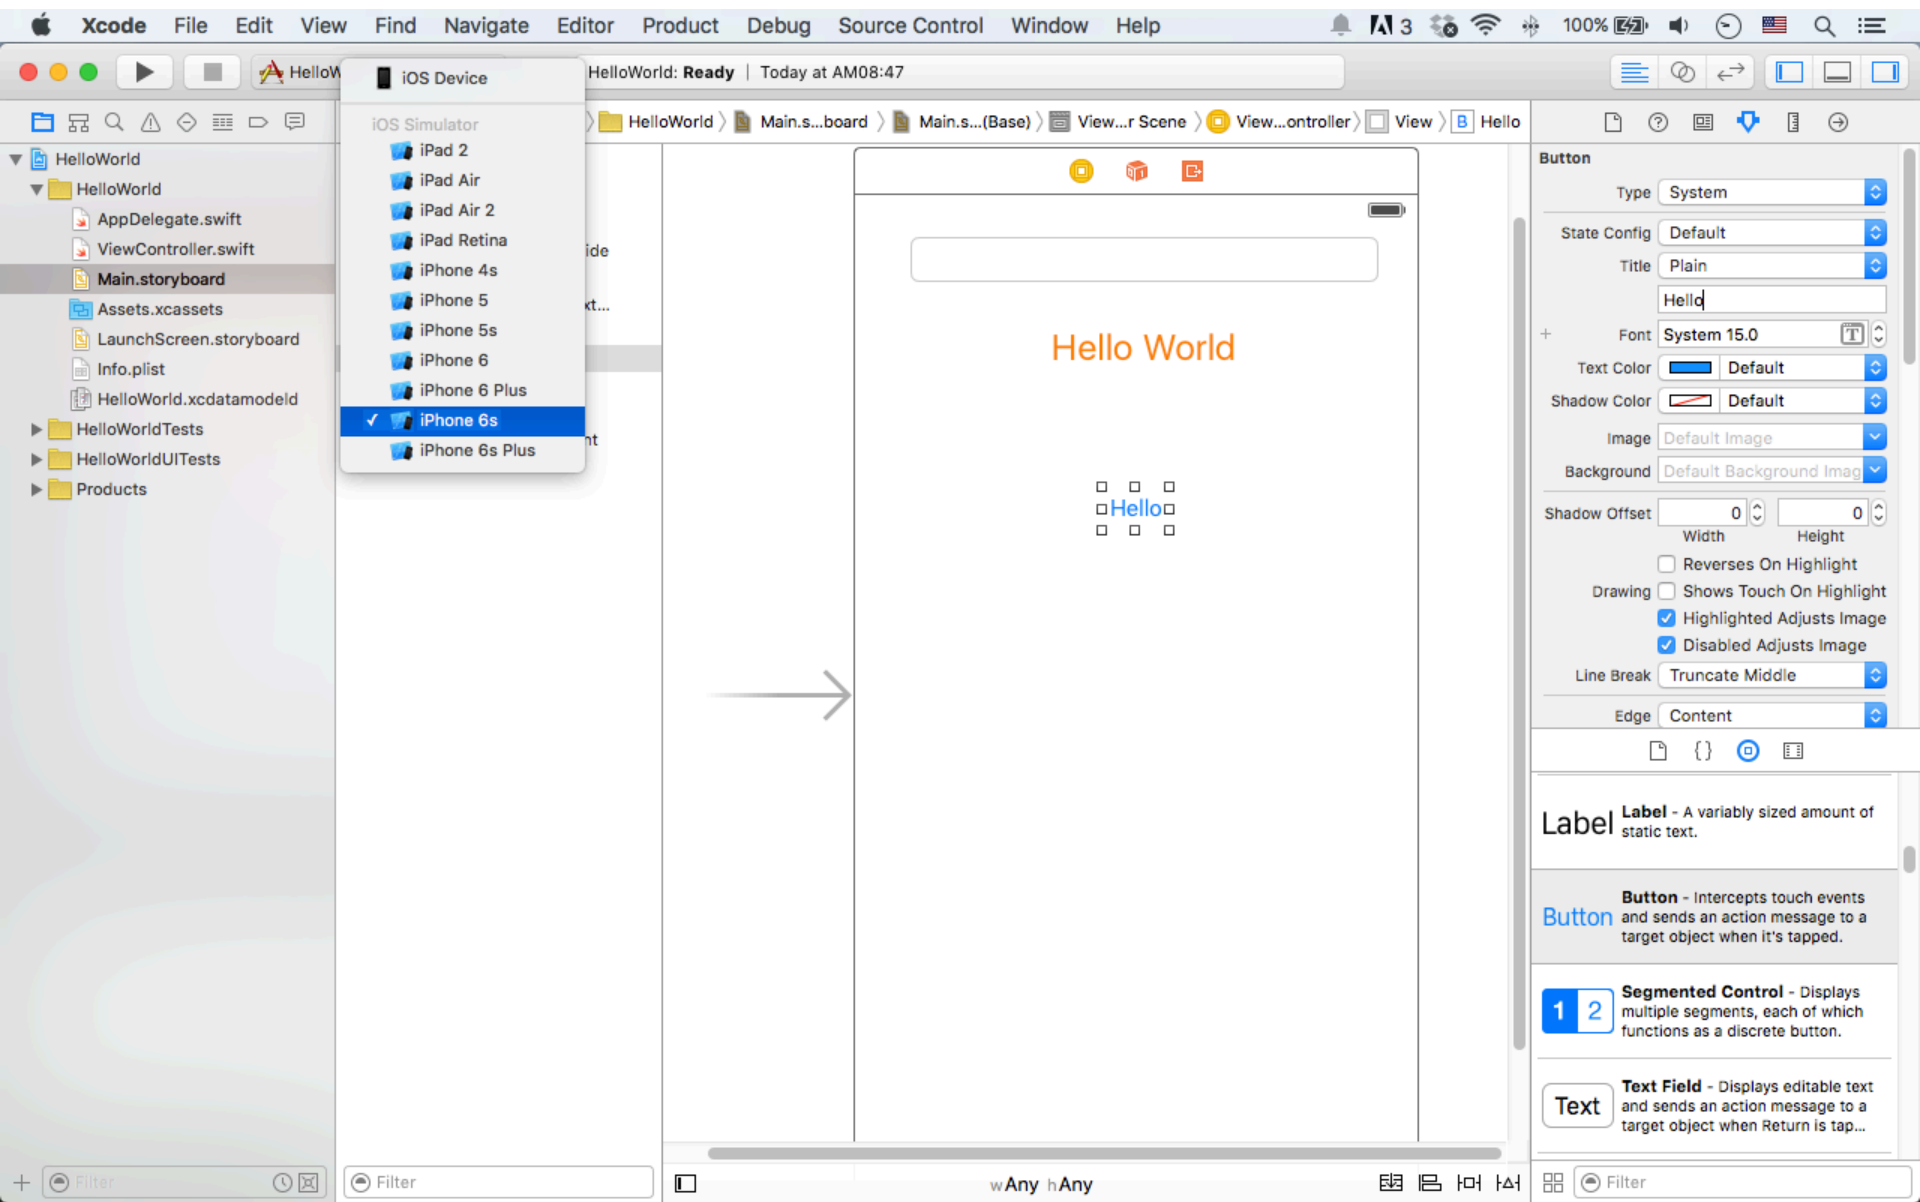 Xcode File Edit View Find Navigate Editor Product Debug Source Control Window Help 3 100%
HelloW HelloWorld: Ready | Today at AM08:47
iOS Device
iOS Simulator
iPad 2
iPad Air
iPad Air 2
iPad Retina
iPhone 4s
iPhone 5
iPhone 5s
iPhone 6
iPhone 6 Plus
✓ iPhone 6s
iPhone 6s Plus
HelloWorld Main.s...board Main.s...(Base) View...r Scene View...ontroller View B Hello
HelloWorld
HelloWorld
AppDelegate.swift
ViewController.swift
Main.storyboard
Assets.xcassets
LaunchScreen.storyboard
Info.plist
HelloWorld.xcdatamodeld
HelloWorldTests
HelloWorldUITests
Products
ide
xt...
nt
Hello World
Hello
Button
Type System
State Config Default
Title Plain
Hello
+ Font System 15.0 T
Text Color Default
Shadow Color Default
Image Default Image
Background Default Background Imag
Shadow Offset 0 0
Width Height
Reverses On Highlight
Drawing Shows Touch On Highlight
Highlighted Adjusts Image
Disabled Adjusts Image
Line Break Truncate Middle
Edge Content
{}
Label Label - A variably sized amount of
static text.
Button - Intercepts touch events
Button and sends an action message to a
target object when it's tapped.
Segmented Control - Displays
1 2 multiple segments, each of which
functions as a discrete button.
Text Field - Displays editable text
Text and sends an action message to a
target object when Return is tap...
+ Filter Filter wAny hAny Filter